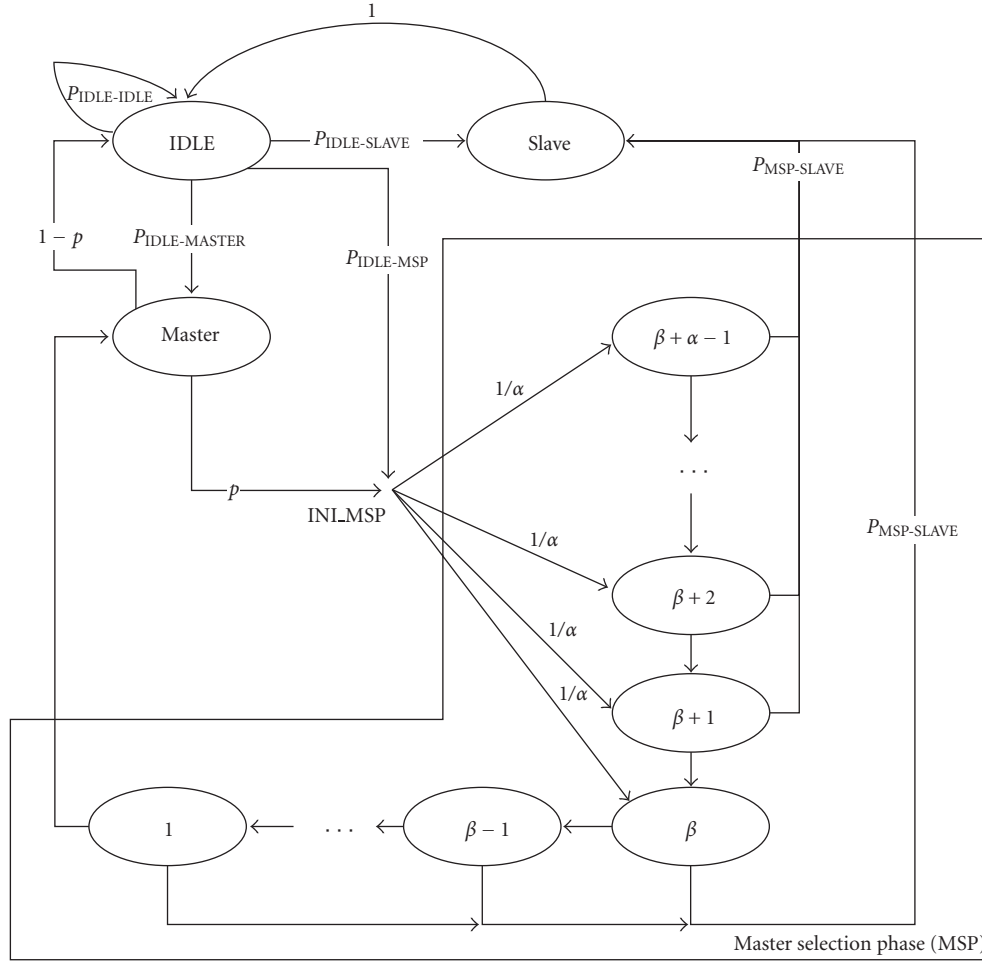 1
P_IDLE-IDLE
IDLE
P_IDLE-SLAVE
Slave
P_MSP-SLAVE
1 − p
P_IDLE-MASTER
P_IDLE-MSP
Master
β + α − 1
1/α
. . .
p
INI_MSP
P_MSP-SLAVE
1/α
β + 2
1/α
1/α
β + 1
1
. . .
β − 1
β
Master selection phase (MSP)